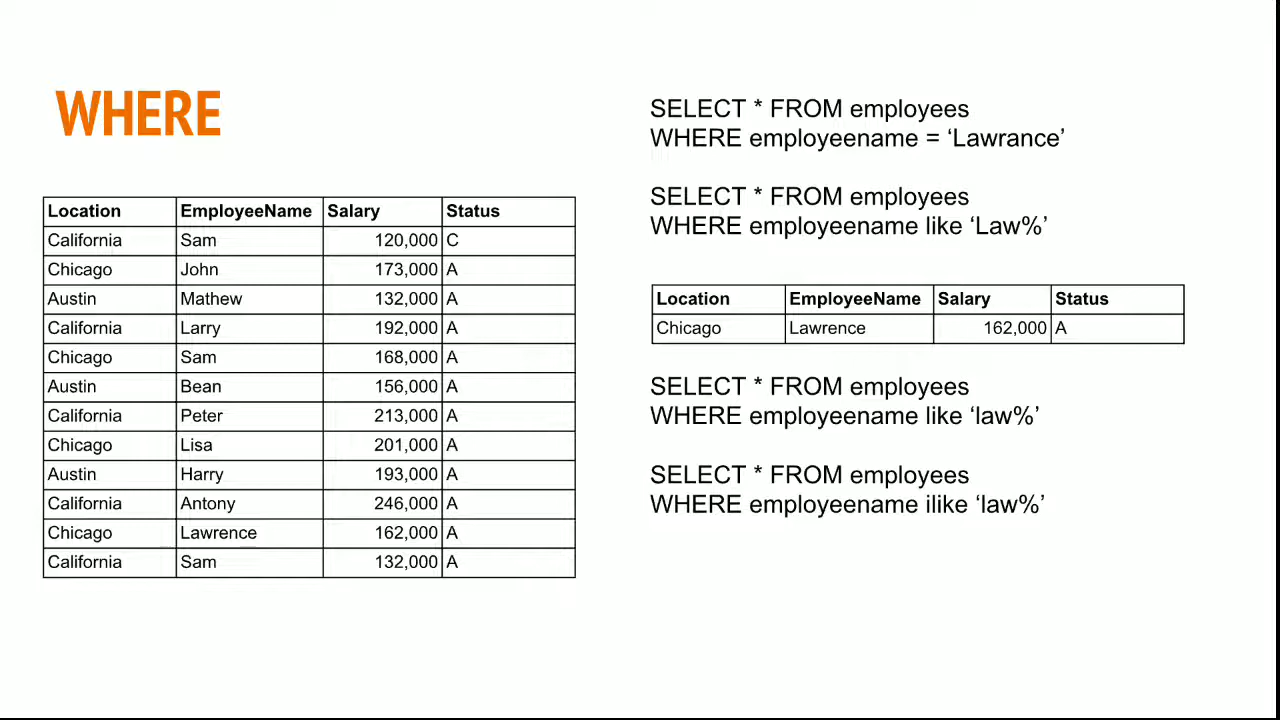 WHERE
Location EmployeeName Salary Status
California Sam 120,000 C
Chicago John 173,000 A
Austin Mathew 132,000 A
California Larry 192,000 A
Chicago Sam 168,000 A
Austin Bean 156,000 A
California Peter 213,000 A
Chicago Lisa 201,000 A
Austin Harry 193,000 A
California Antony 246,000 A
Chicago Lawrence 162,000 A
California Sam 132,000 A
SELECT * FROM employees
WHERE employeename = ‘Lawrance’
SELECT * FROM employees
WHERE employeename like ‘Law%’
Location EmployeeName Salary Status
Chicago Lawrence 162,000 A
SELECT * FROM employees
WHERE employeename like ‘law%’
SELECT * FROM employees
WHERE employeename ilike ‘law%’